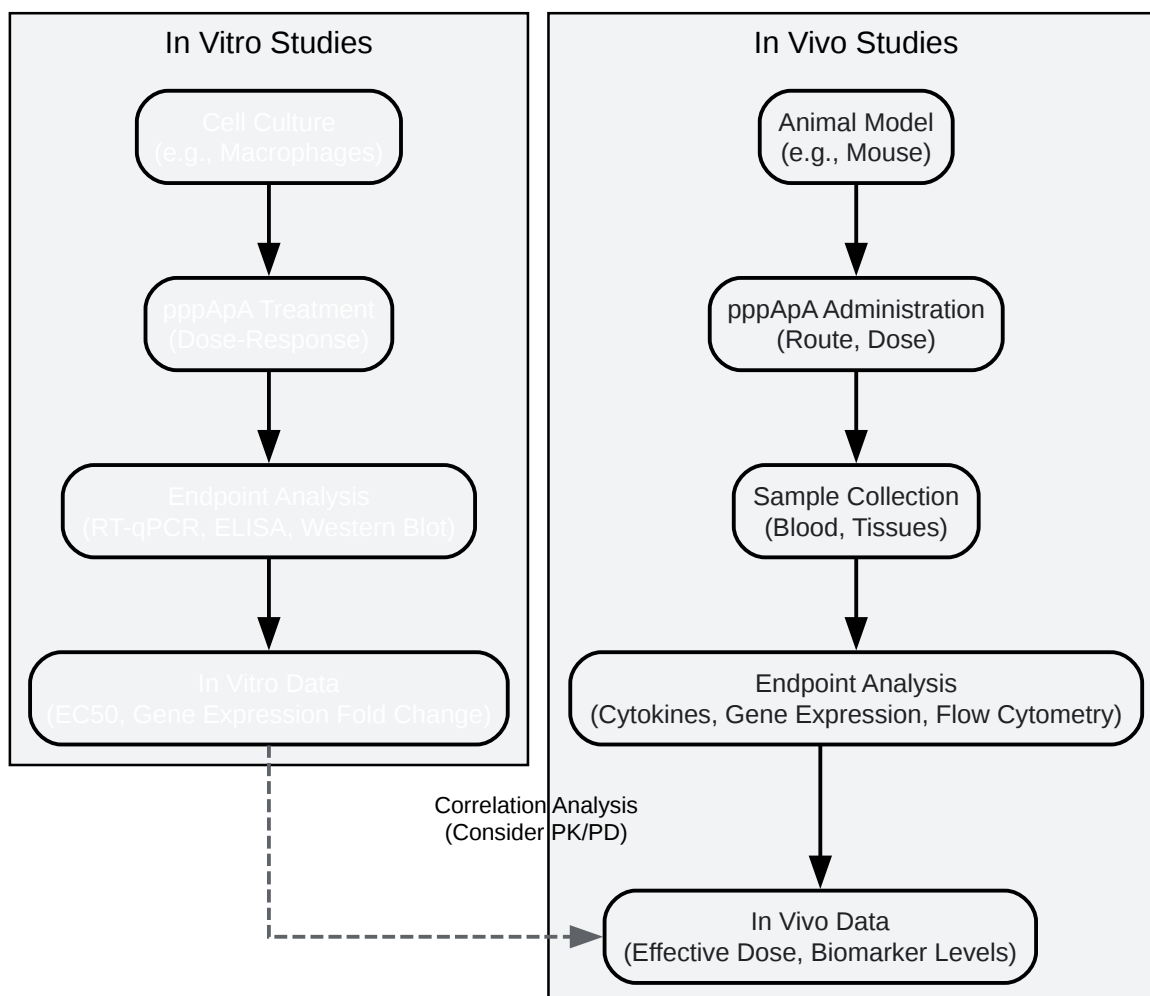 In Vitro Studies
Cell Culture
(e.g., Macrophages)
pppApA Treatment
(Dose-Response)
Endpoint Analysis
(RT-qPCR, ELISA, Western Blot)
In Vitro Data
(EC50, Gene Expression Fold Change)
In Vivo Studies
Animal Model
(e.g., Mouse)
pppApA Administration
(Route, Dose)
Sample Collection
(Blood, Tissues)
Endpoint Analysis
(Cytokines, Gene Expression, Flow Cytometry)
Correlation Analysis
(Consider PK/PD)
In Vivo Data
(Effective Dose, Biomarker Levels)